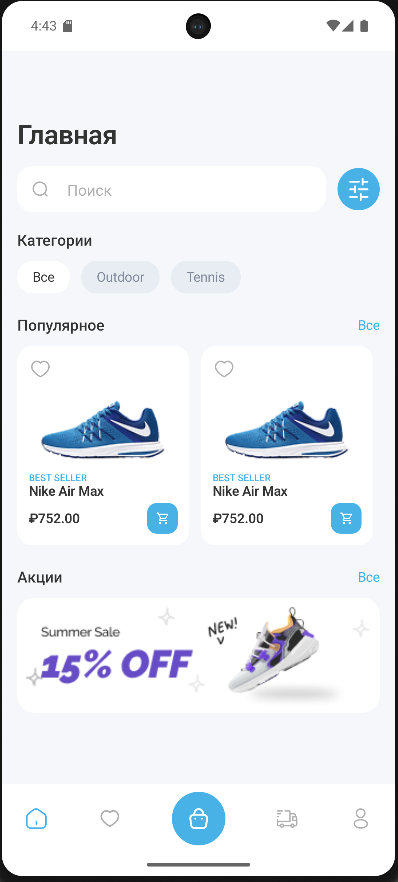 4:43
Главная
Поиск
Категории
Все
Outdoor
Tennis
Популярное
Все
BEST SELLER
Nike Air Max
₽752.00
BEST SELLER
Nike Air Max
₽752.00
Акции
Все
Summer Sale
15% OFF
NEW!